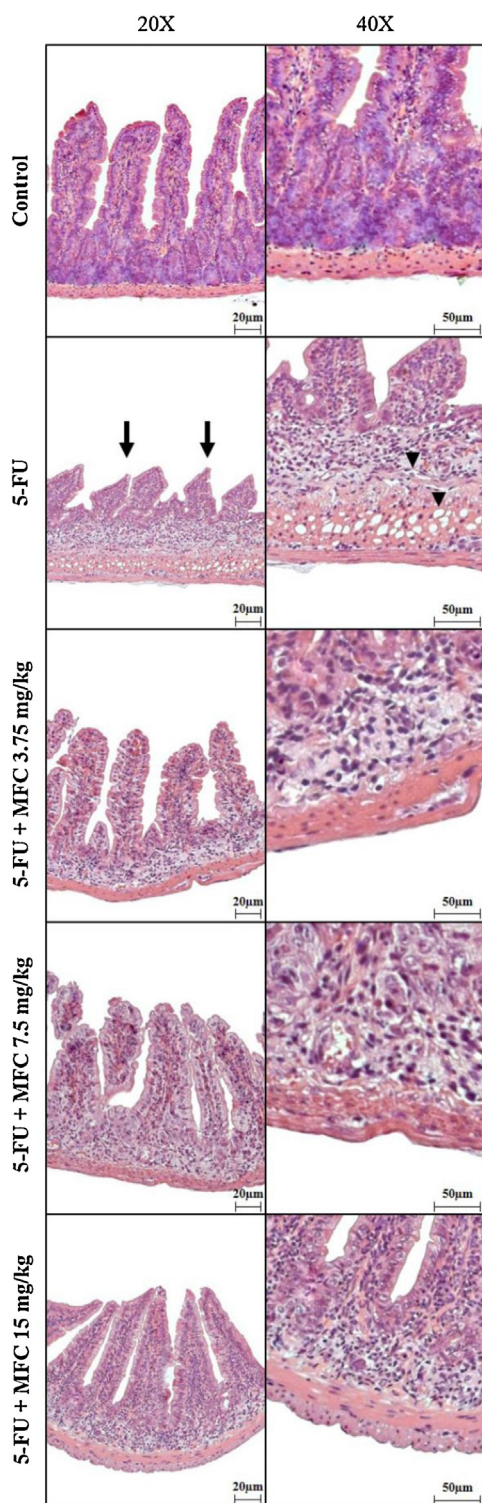 20X 40X
Control
20µm 50µm
5-FU
20µm 50µm
5-FU + MFC 3.75 mg/kg
20µm 50µm
5-FU + MFC 7.5 mg/kg
20µm 50µm
5-FU + MFC 15 mg/kg
20µm 50µm